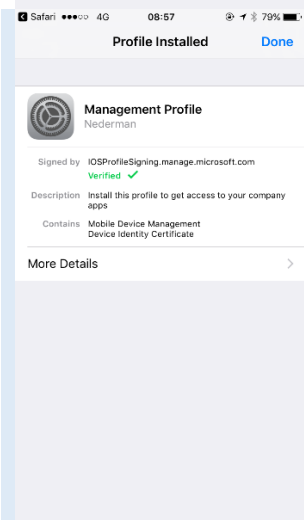 Safari 4G 08:57 79%
Profile Installed Done
Management Profile
Nederman
Signed by IOSProfileSigning.manage.microsoft.com
Verified ✓
Description Install this profile to get access to your company
apps
Contains Mobile Device Management
Device Identity Certificate
More Details